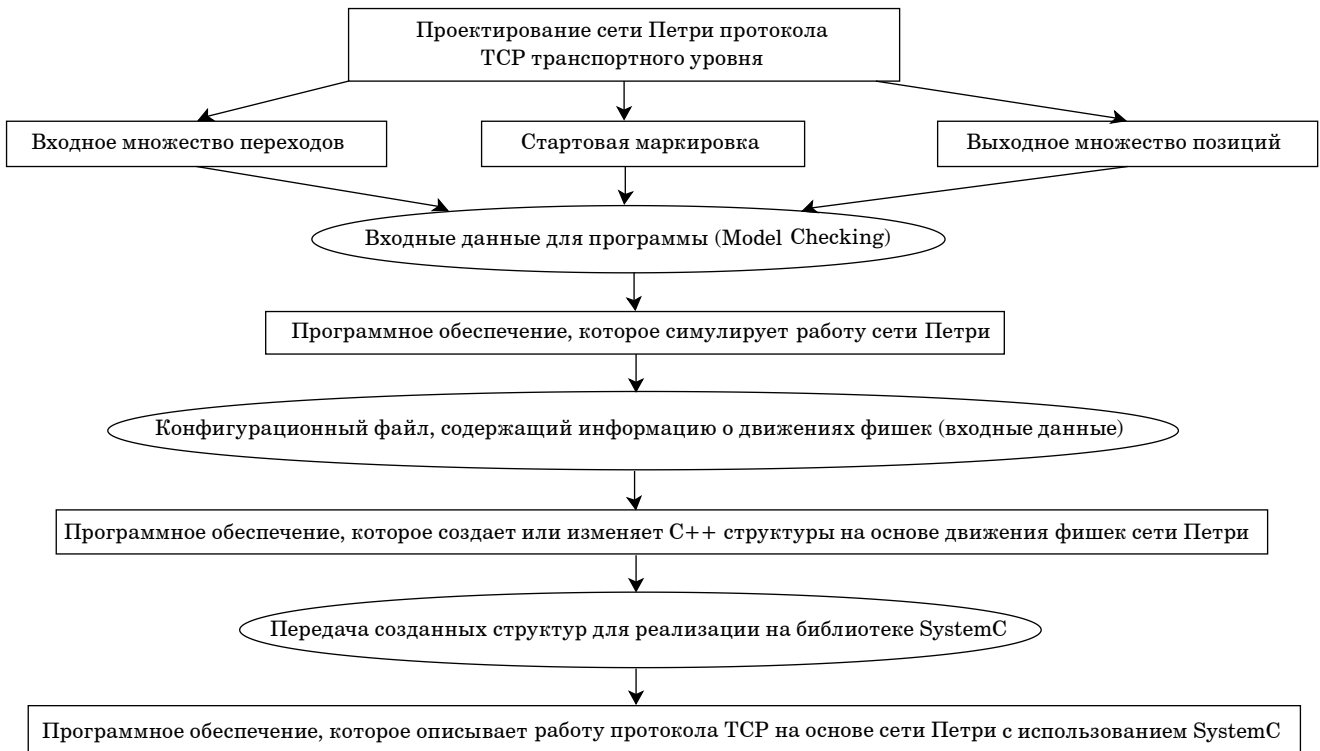 Проектирование сети Петри протокола
TCP транспортного уровня
Входное множество переходов
Стартовая маркировка
Выходное множество позиций
Входные данные для программы (Model Checking)
Программное обеспечение, которое симулирует работу сети Петри
Конфигурационный файл, содержащий информацию о движениях фишек (входные данные)
Программное обеспечение, которое создает или изменяет C++ структуры на основе движения фишек сети Петри
Передача созданных структур для реализации на библиотеке SystemC
Программное обеспечение, которое описывает работу протокола TCP на основе сети Петри с использованием SystemC